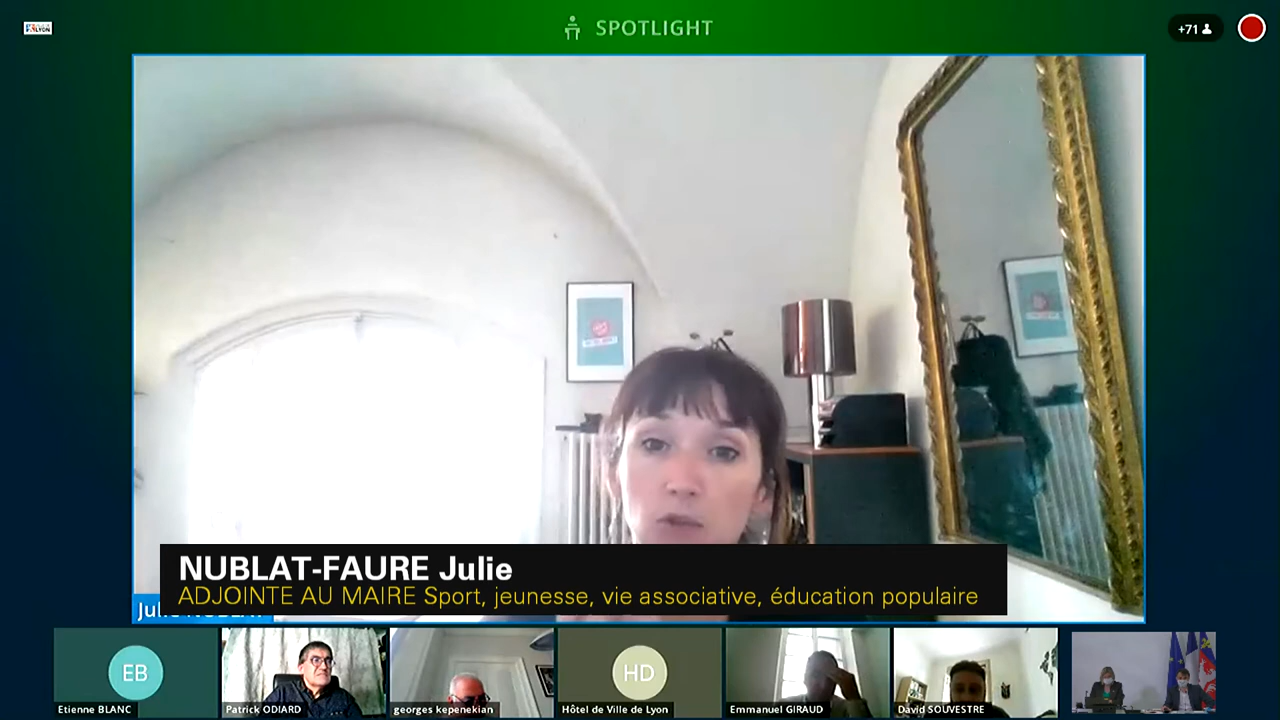 LYON
SPOTLIGHT
+71
NUBLAT-FAURE Julie
ADJOINTE AU MAIRE Sport, jeunesse, vie associative, éducation populaire
EB
HD
Etienne BLANC
Patrick ODIARD
georges kepenekian
Hôtel de Ville de Lyon
Emmanuel GIRAUD
David SOUVESTRE